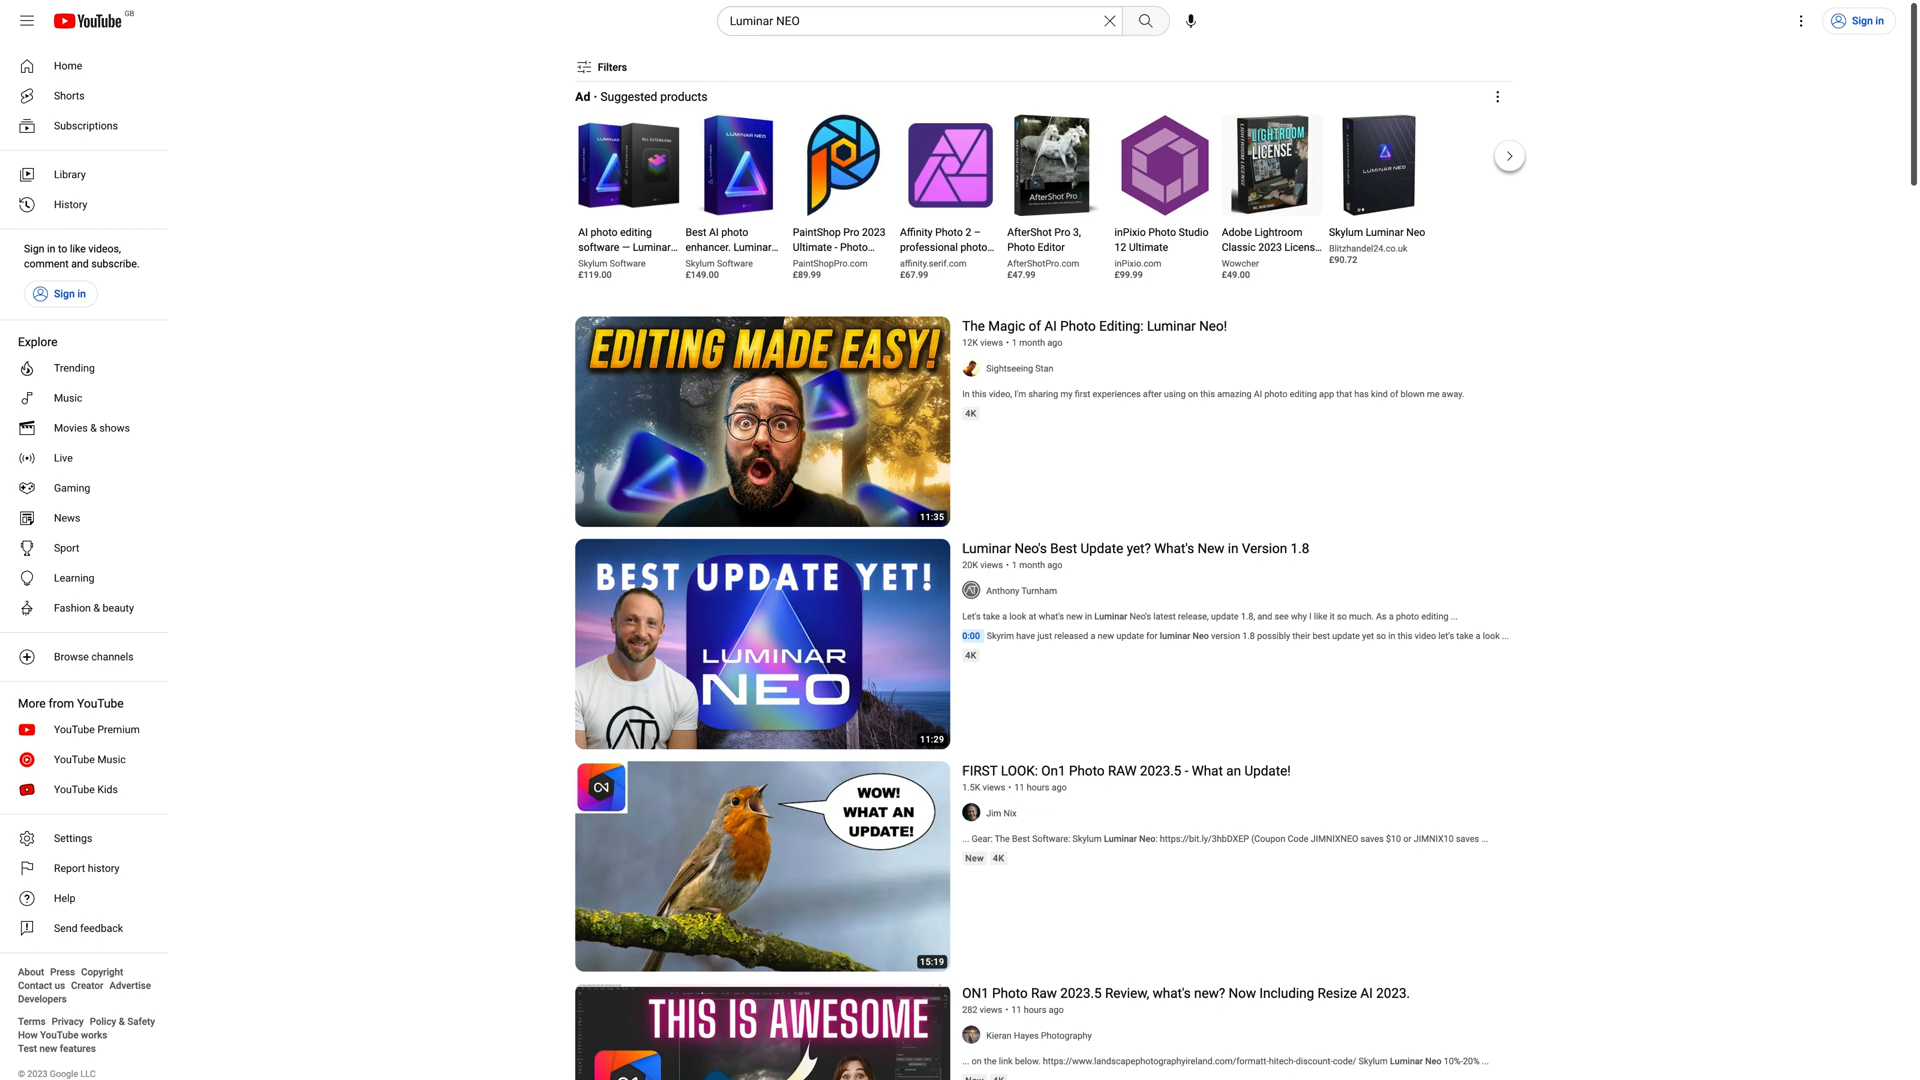 YouTube GB
Luminar NEO
Sign in
Home
Shorts
Subscriptions
Library
History
Sign in to like videos,
comment and subscribe.
Sign in
Explore
Trending
Music
Movies & shows
Live
Gaming
News
Sport
Learning
Fashion & beauty
Browse channels
More from YouTube
YouTube Premium
YouTube Music
YouTube Kids
Settings
Report history
Help
Send feedback
About Press Copyright
Contact us Creator Advertise
Developers
Terms Privacy Policy & Safety
How YouTube works
Test new features
© 2023 Google LLC
Filters
Ad · Suggested products
LUMINAR
ALL EXTENSIONS
AI photo editing
software — Luminar...
Skylum Software
£119.00
LUMINAR NEO
Best AI photo
enhancer. Luminar...
Skylum Software
£149.00
PaintShop Pro 2023
Ultimate - Photo...
PaintShopPro.com
£89.99
Affinity Photo 2 –
professional photo...
affinity.serif.com
£67.99
AfterShot Pro 3
AfterShot Pro 3,
Photo Editor
AfterShotPro.com
£47.99
inPixio Photo Studio
12 Ultimate
inPixio.com
£99.99
LIGHTROOM LICENSE
LIGHTROOM
LICENSE
Adobe Lightroom
Classic 2023 Licens...
Wowcher
£49.00
LUMINAR NEO
Skylum Luminar Neo
Blitzhandel24.co.uk
£90.72
EDITING MADE EASY!
11:35
The Magic of AI Photo Editing: Luminar Neo!
12K views • 1 month ago
Sightseeing Stan
In this video, I'm sharing my first experiences after using on this amazing AI photo editing app that has kind of blown me away.
4K
BEST UPDATE YET!
LUMINAR
NEO
AT
11:29
Luminar Neo's Best Update yet? What's New in Version 1.8
20K views • 1 month ago
Anthony Turnham
Let's take a look at what's new in Luminar Neo's latest release, update 1.8, and see why I like it so much. As a photo editing ...
0:00 Skyrim have just released a new update for luminar Neo version 1.8 possibly their best update yet so in this video let's take a look ...
4K
WOW!
WHAT AN
UPDATE!
15:19
FIRST LOOK: On1 Photo RAW 2023.5 - What an Update!
1.5K views • 11 hours ago
Jim Nix
... Gear: The Best Software: Skylum Luminar Neo: https://bit.ly/3hbDXEP (Coupon Code JIMNIXNEO saves $10 or JIMNIX10 saves ...
New 4K
THIS IS AWESOME
ON1 Photo Raw 2023.5 Review, what's new? Now Including Resize AI 2023.
282 views • 11 hours ago
Kieran Hayes Photography
... on the link below. https://www.landscapephotographyireland.com/formatt-hitech-discount-code/ Skylum Luminar Neo 10%-20% ...
New 4K